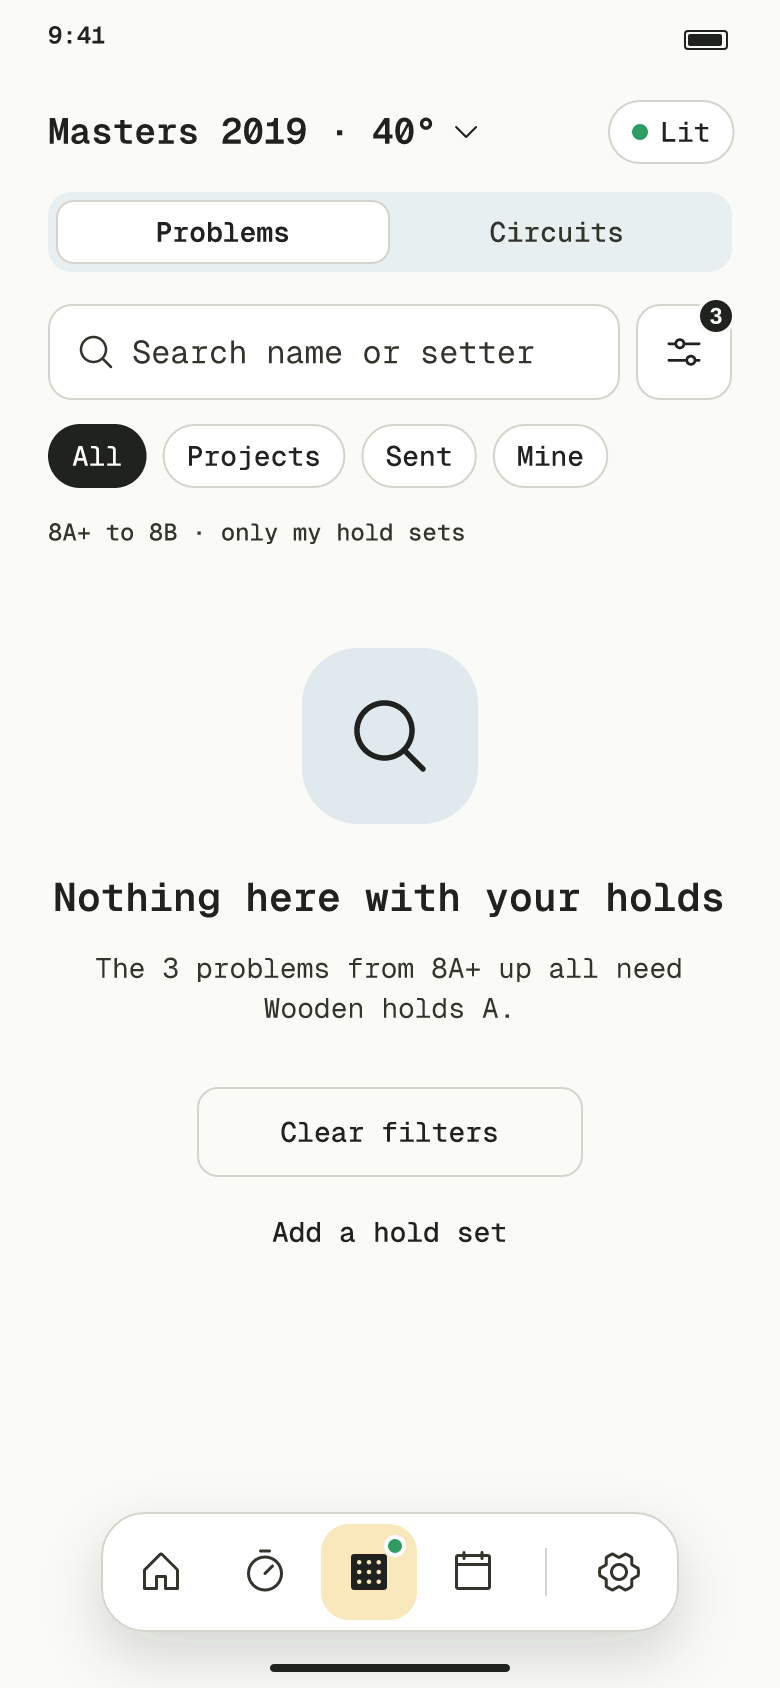 9:41
Masters 2019 · 40°
Lit
Problems
Circuits
Search name or setter
3
All
Projects
Sent
Mine
8A+ to 8B · only my hold sets
Nothing here with your holds
The 3 problems from 8A+ up all need
Wooden holds A.
Clear filters
Add a hold set